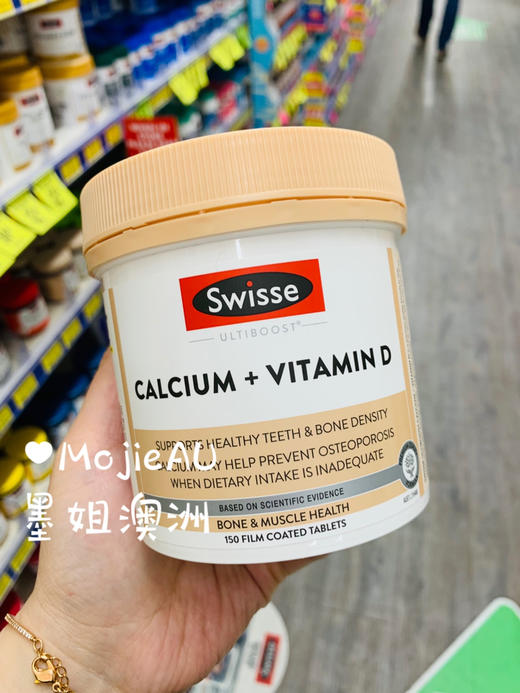 Swisse
ULTIBOOST®
CALCIUM + VITAMIN D
SUPPORTS HEALTHY TEETH & BONE DENSITY
CALCIUM MAY HELP PREVENT OSTEOPOROSIS
WHEN DIETARY INTAKE IS INADEQUATE
BASED ON SCIENTIFIC EVIDENCE
BONE & MUSCLE HEALTH
150 FILM COATED TABLETS
♥MojieAU
墨姐澳洲